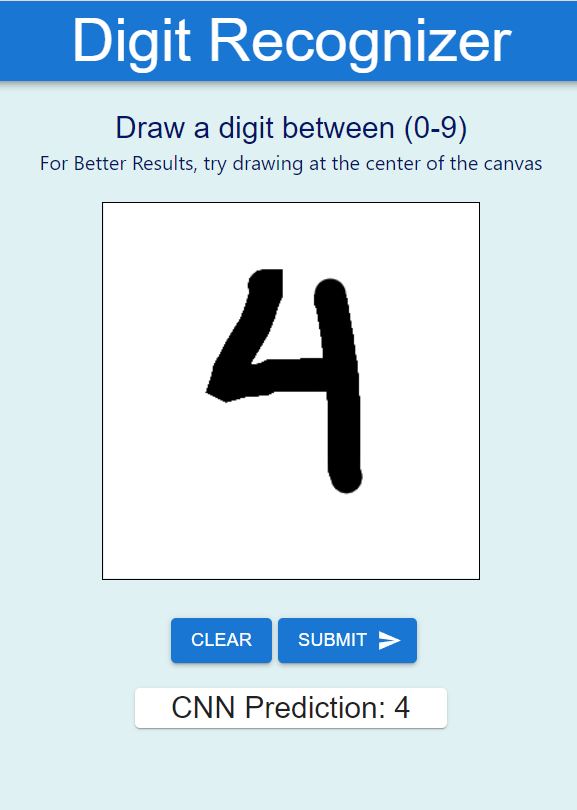 Digit Recognizer
Draw a digit between (0-9)
For Better Results, try drawing at the center of the canvas
4
CLEAR SUBMIT
CNN Prediction: 4